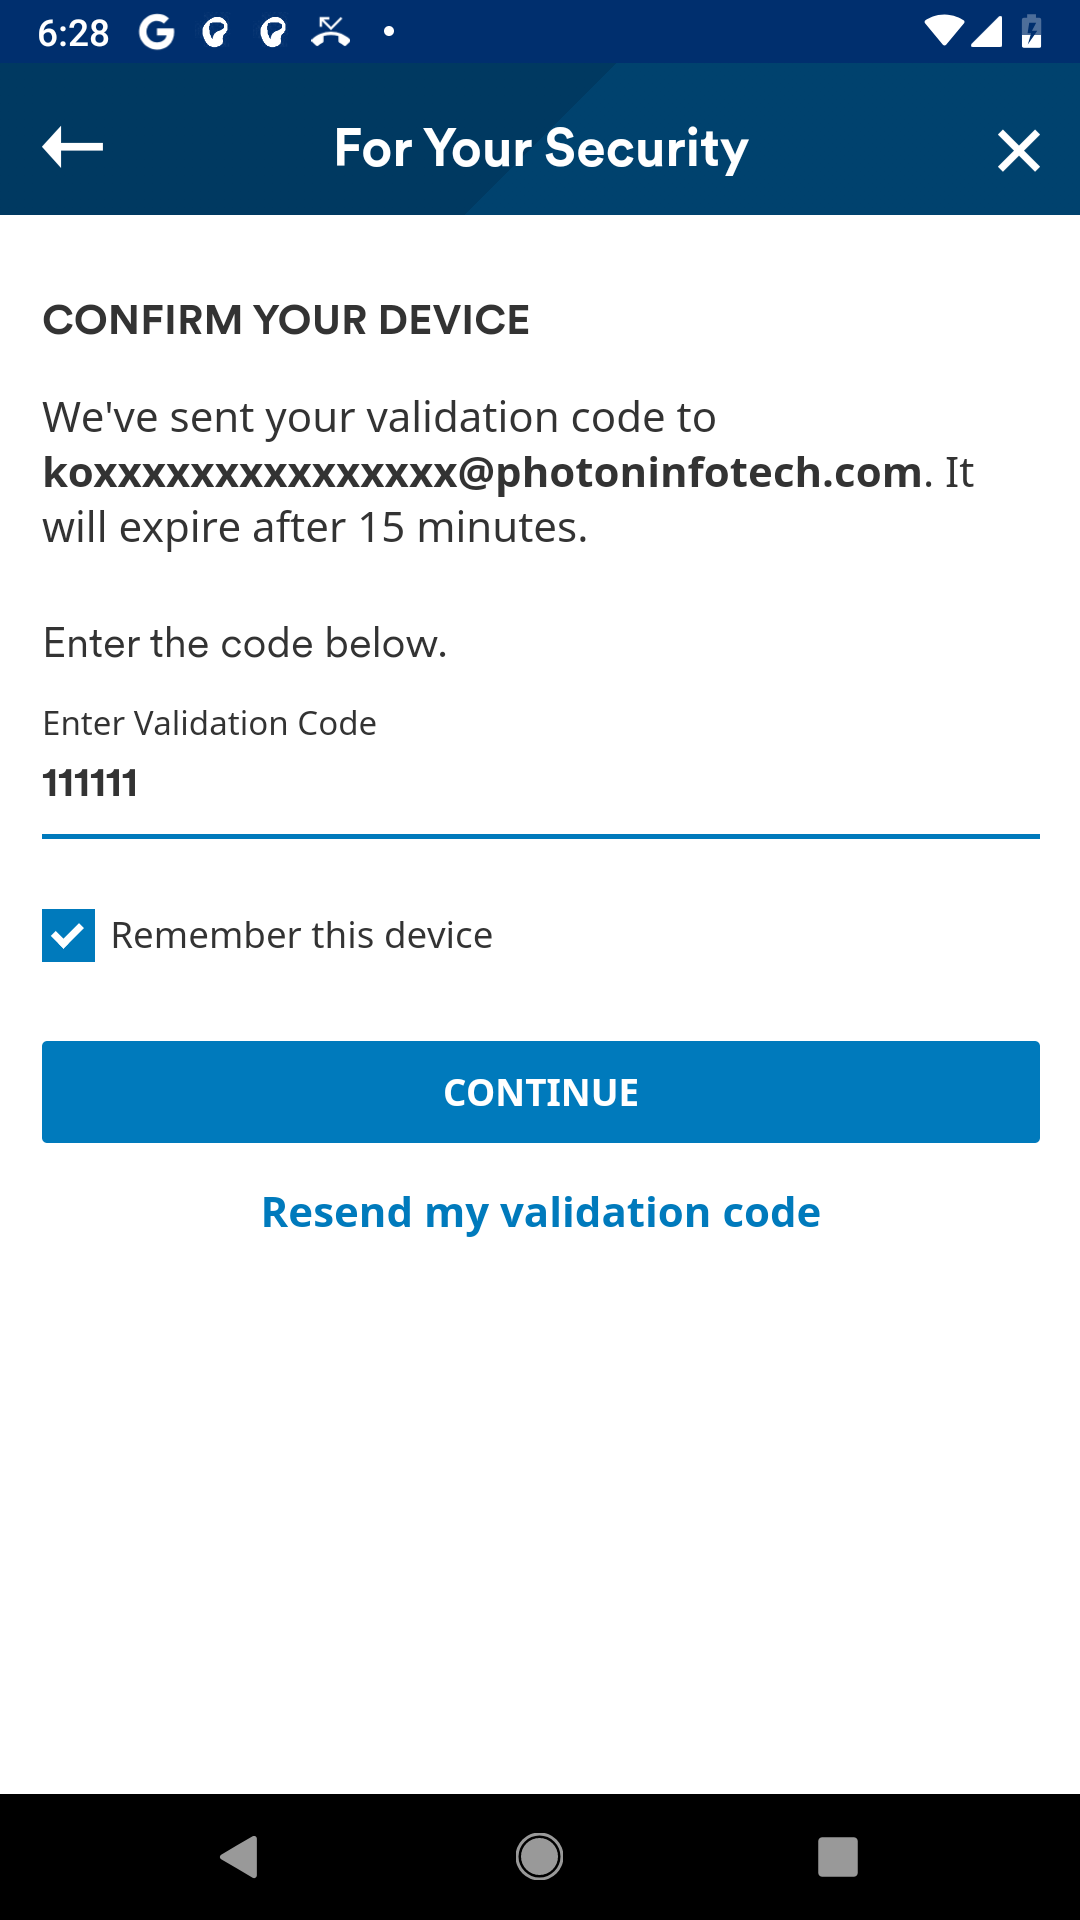 6:28
For Your Security
CONFIRM YOUR DEVICE
We've sent your validation code to
koxxxxxxxxxxxxxxx@photoninfotech.com. It
will expire after 15 minutes.
Enter the code below.
Enter Validation Code
111111
Remember this device
CONTINUE
Resend my validation code